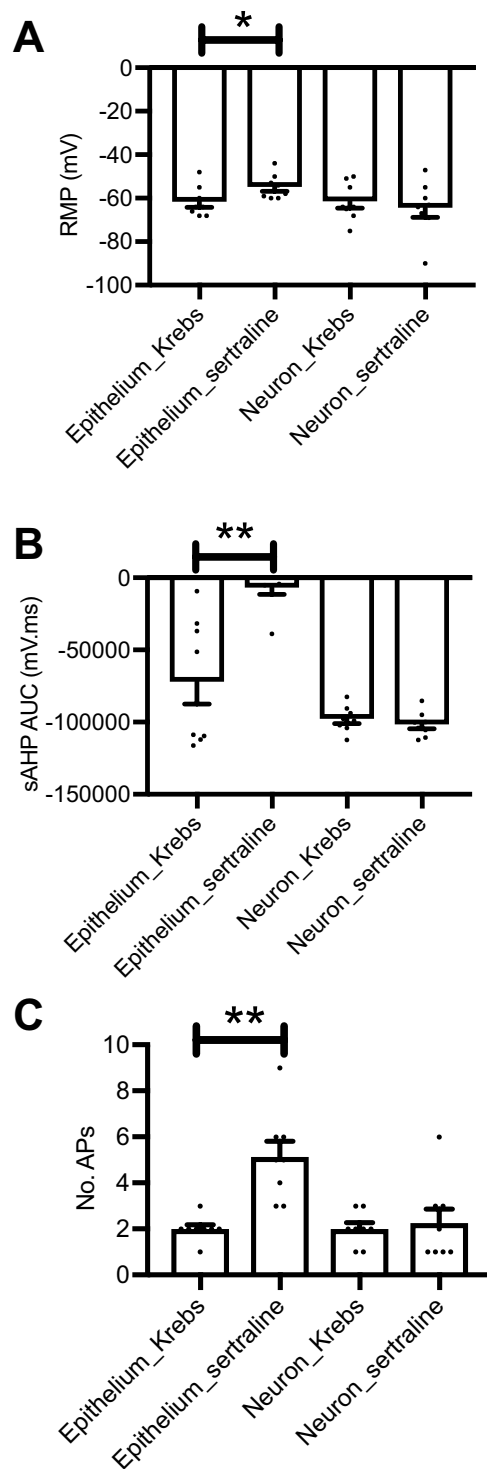 A
*
0
-20
-40
-60
-80
-100
RMP (mV)
Epithelium_Krebs
Epithelium_sertraline
Neuron_Krebs
Neuron_sertraline
B
**
0
-50000
-100000
-150000
sAHP AUC (mV.ms)
Epithelium_Krebs
Epithelium_sertraline
Neuron_Krebs
Neuron_sertraline
C
**
10
8
6
4
2
0
No. APs
Epithelium_Krebs
Epithelium_sertraline
Neuron_Krebs
Neuron_sertraline